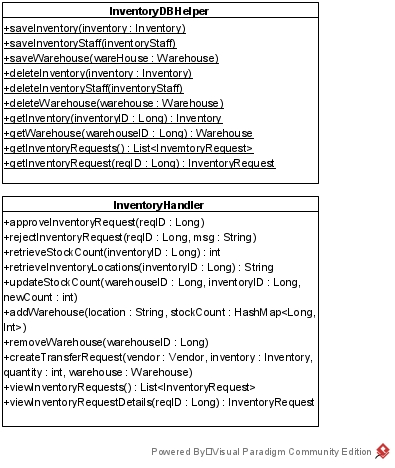 InventoryDBHelper
+saveInventory(inventory : Inventory)
+saveInventoryStaff(inventoryStaff)
+saveWarehouse(wareHouse : Warehouse)
+deleteInventory(inventory : Inventory)
+deleteInventoryStaff(inventoryStaff)
+deleteWarehouse(warehouse : Warehouse)
+getInventory(inventoryID : Long) : Inventory
+getWarehouse(warehouseID : Long) : Warehouse
+getInventoryRequests() : List<InvemtoryRequest>
+getInventoryRequest(reqID : Long) : InventoryRequest
InventoryHandler
+approveInventoryRequest(reqID : Long)
+rejectInventoryRequest(reqID : Long, msg : String)
+retrieveStockCount(inventoryID : Long) : int
+retrieveInventoryLocations(inventoryID : Long) : String
+updateStockCount(warehouseID : Long, inventoryID : Long,
newCount : int)
+addWarehouse(location : String, stockCount : HashMap<Long,
Int>)
+removeWarehouse(warehouseID : Long)
+createTransferRequest(vendor : Vendor, inventory : Inventory,
quantity : int, warehouse : Warehouse)
+viewInventoryRequests() : List<InventoryRequest>
+viewInventoryRequestDetails(reqID : Long) : InventoryRequest
Powered By▯Visual Paradigm Community Edition